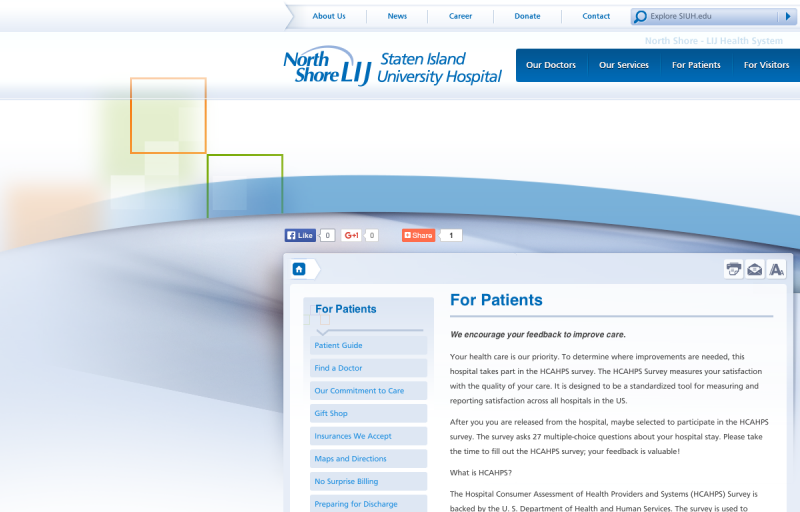 About Us News Career Donate Contact Explore SIUH.edu
North Shore - LIJ Health System
North Shore LIJ Staten Island University Hospital
Our Doctors Our Services For Patients For Visitors
Like 0 G+1 0 Share 1
For Patients
Patient Guide
Find a Doctor
Our Commitment to Care
Gift Shop
Insurances We Accept
Maps and Directions
No Surprise Billing
Preparing for Discharge
For Patients
We encourage your feedback to improve care.
Your health care is our priority. To determine where improvements are needed, this
hospital takes part in the HCAHPS survey. The HCAHPS Survey measures your satisfaction
with the quality of your care. It is designed to be a standardized tool for measuring and
reporting satisfaction across all hospitals in the US.
After you you are released from the hospital, maybe selected to participate in the HCAHPS
survey. The survey asks 27 multiple-choice questions about your hospital stay. Please take
the time to fill out the HCAHPS survey; your feedback is valuable!
What is HCAHPS?
The Hospital Consumer Assessment of Health Providers and Systems (HCAHPS) Survey is
backed by the U. S. Department of Health and Human Services. The survey is used to